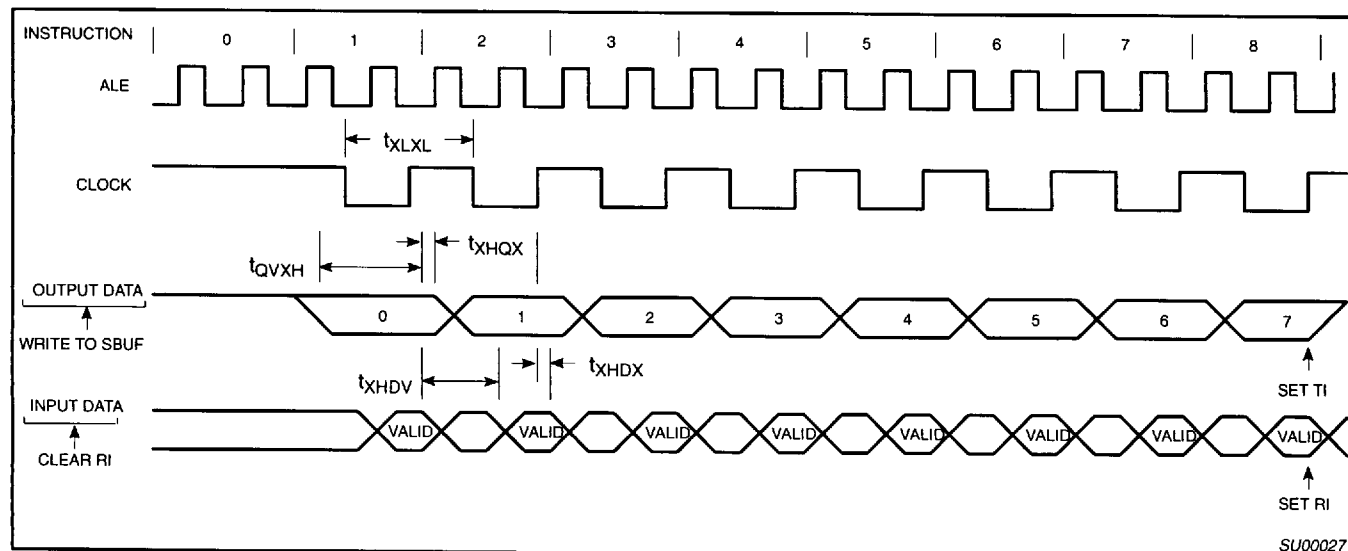 INSTRUCTION 0 1 2 3 4 5 6 7 8
ALE
tXLXL
CLOCK
tXHQX
tQVXH
OUTPUT DATA
0 1 2 3 4 5 6 7
WRITE TO SBUF
tXHDX
tXHDV
SET TI
INPUT DATA
VALID VALID VALID VALID VALID VALID VALID VALID
CLEAR RI
SET RI
SU00027